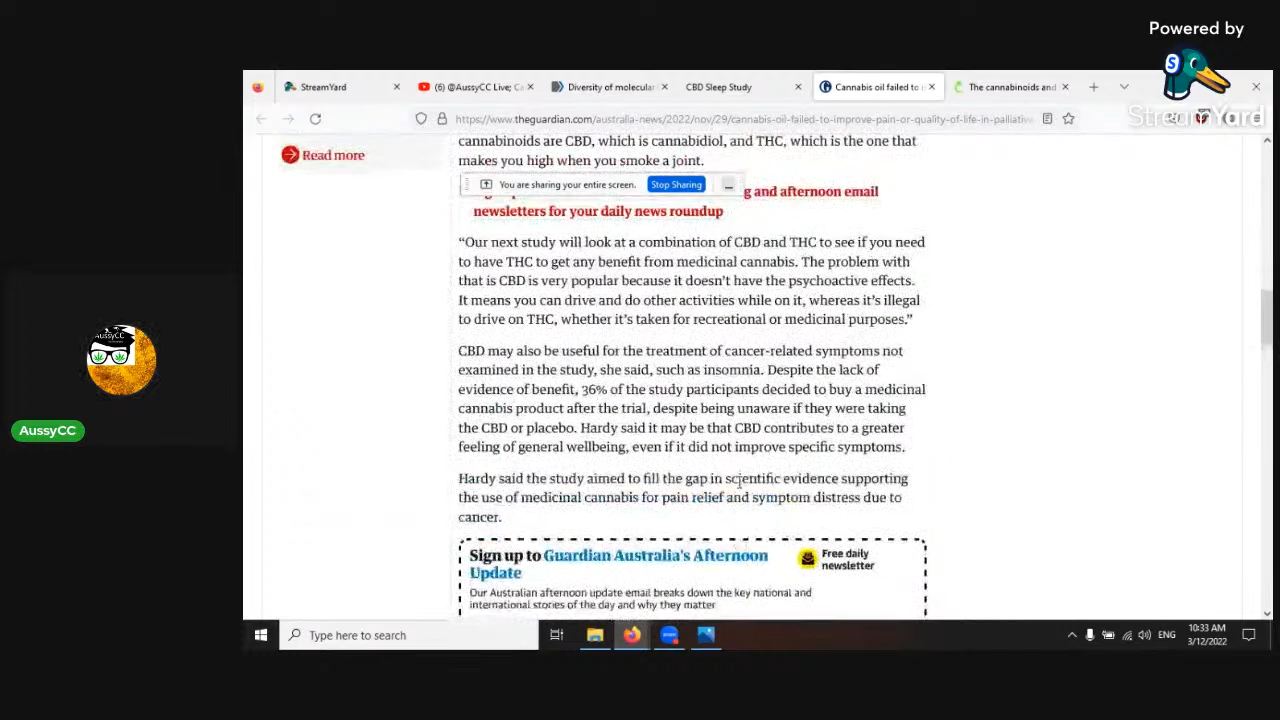 Powered by
StreamYard
StreamYard
(6) @AussyCC Live; Ca
Diversity of molecular
CBD Sleep Study
Cannabis oil failed to i
The cannabinoids and
https://www.theguardian.com/australia-news/2022/nov/29/cannabis-oil-failed-to-improve-pain-or-quality-of-life-in-palliative
Read more
cannabinoids are CBD, which is cannabidiol, and THC, which is the one that
makes you high when you smoke a joint.
You are sharing your entire screen.
Stop Sharing
g and afternoon email
newsletters for your daily news roundup
“Our next study will look at a combination of CBD and THC to see if you need
to have THC to get any benefit from medicinal cannabis. The problem with
that is CBD is very popular because it doesn’t have the psychoactive effects.
It means you can drive and do other activities while on it, whereas it’s illegal
to drive on THC, whether it’s taken for recreational or medicinal purposes.”
CBD may also be useful for the treatment of cancer-related symptoms not
examined in the study, she said, such as insomnia. Despite the lack of
evidence of benefit, 36% of the study participants decided to buy a medicinal
cannabis product after the trial, despite being unaware if they were taking
the CBD or placebo. Hardy said it may be that CBD contributes to a greater
feeling of general wellbeing, even if it did not improve specific symptoms.
Hardy said the study aimed to fill the gap in scientific evidence supporting
the use of medicinal cannabis for pain relief and symptom distress due to
cancer.
Sign up to Guardian Australia's Afternoon
Update
Free daily
newsletter
Our Australian afternoon update email breaks down the key national and
international stories of the day and why they matter
AussyCC
AussyCC
Type here to search
zoom
ENG
10:33 AM
3/12/2022